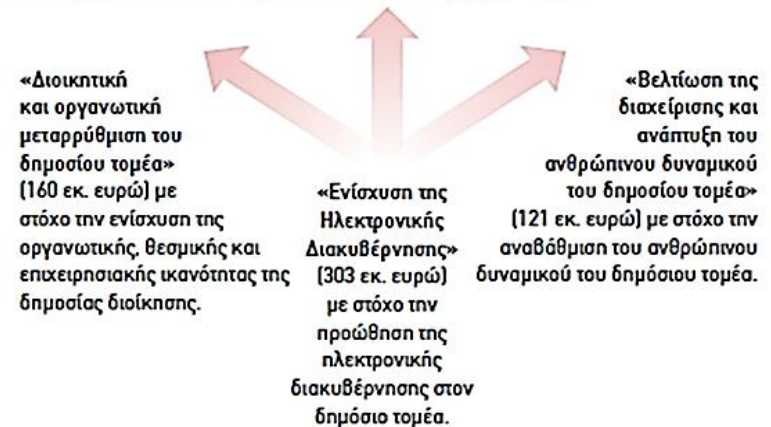 «Διοικητική
και οργανωτική
μεταρρύθμιση του
δημοσίου τομέα»
(160 εκ. ευρώ) με
στόχο την ενίσχυση της
οργανωτικής, θεσμικής και
επιχειρησιακής ικανότητας της
δημοσίας διοίκησης.
«Ενίσχυση της
Ηλεκτρονικής
Διακυβέρνησης»
(303 εκ. ευρώ)
με στόχο την
προώθηση της
ηλεκτρονικής
διακυβέρνησης στον
δημόσιο τομέα.
«Βελτίωση της
διαχείρισης και
ανάπτυξη του
ανθρώπινου δυναμικού
του δημοσίου τομέα»
(121 εκ. ευρώ) με στόχο την
αναβάθμιση του ανθρώπινου
δυναμικού του δημόσιου τομέα.